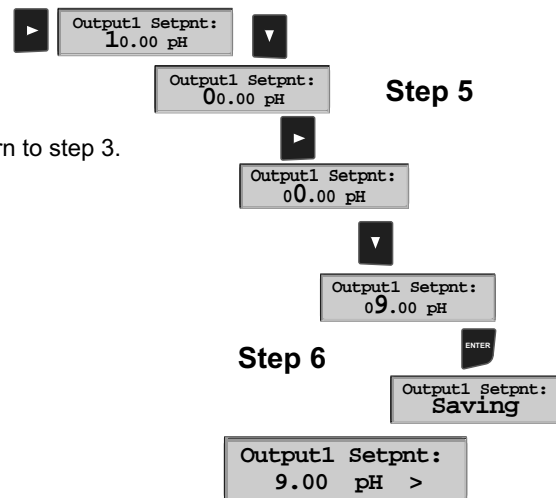 Output1 Setpnt:
10.00 pH
Output1 Setpnt:
00.00 pH
Step 5
rn to step 3.
Output1 Setpnt:
00.00 pH
Output1 Setpnt:
09.00 pH
Step 6
ENTER
Output1 Setpnt:
Saving
Output1 Setpnt:
9.00 pH >